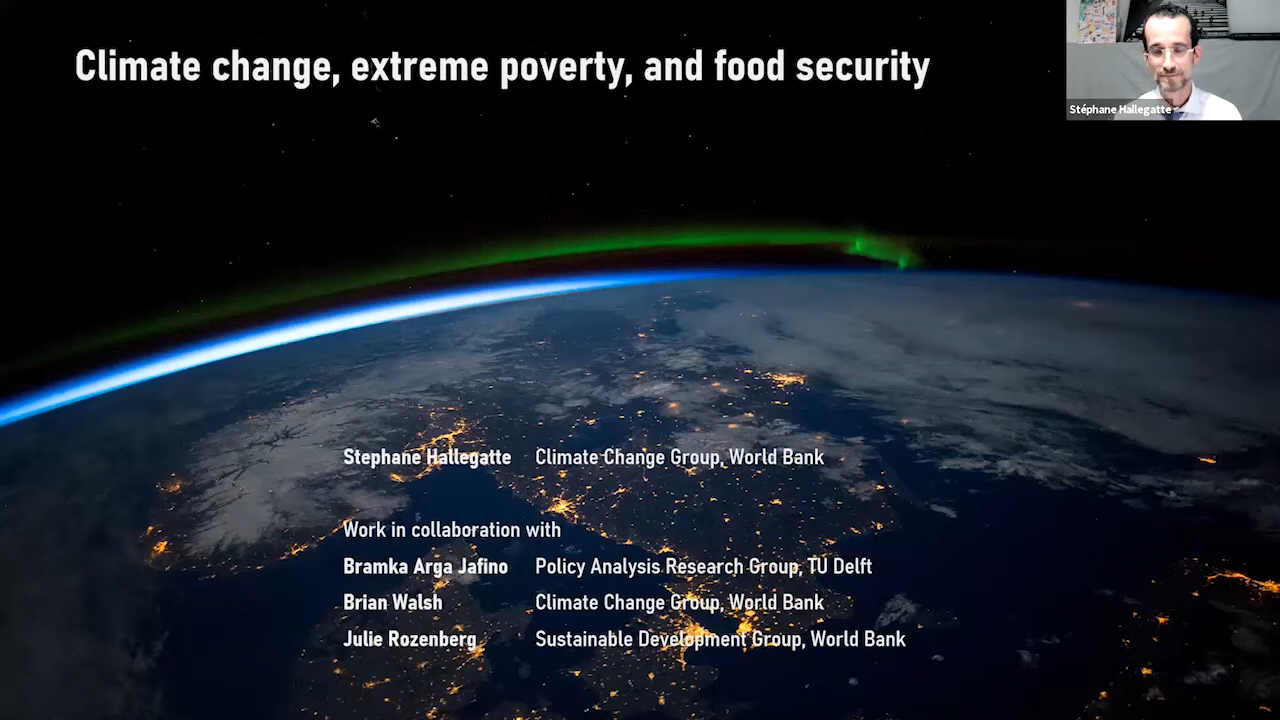 Climate change, extreme poverty, and food security
Stéphane Hallegatte
Stephane Hallegatte Climate Change Group, World Bank
Work in collaboration with
Bramka Arga Jafino Policy Analysis Research Group, TU Delft
Brian Walsh Climate Change Group, World Bank
Julie Rozenberg Sustainable Development Group, World Bank